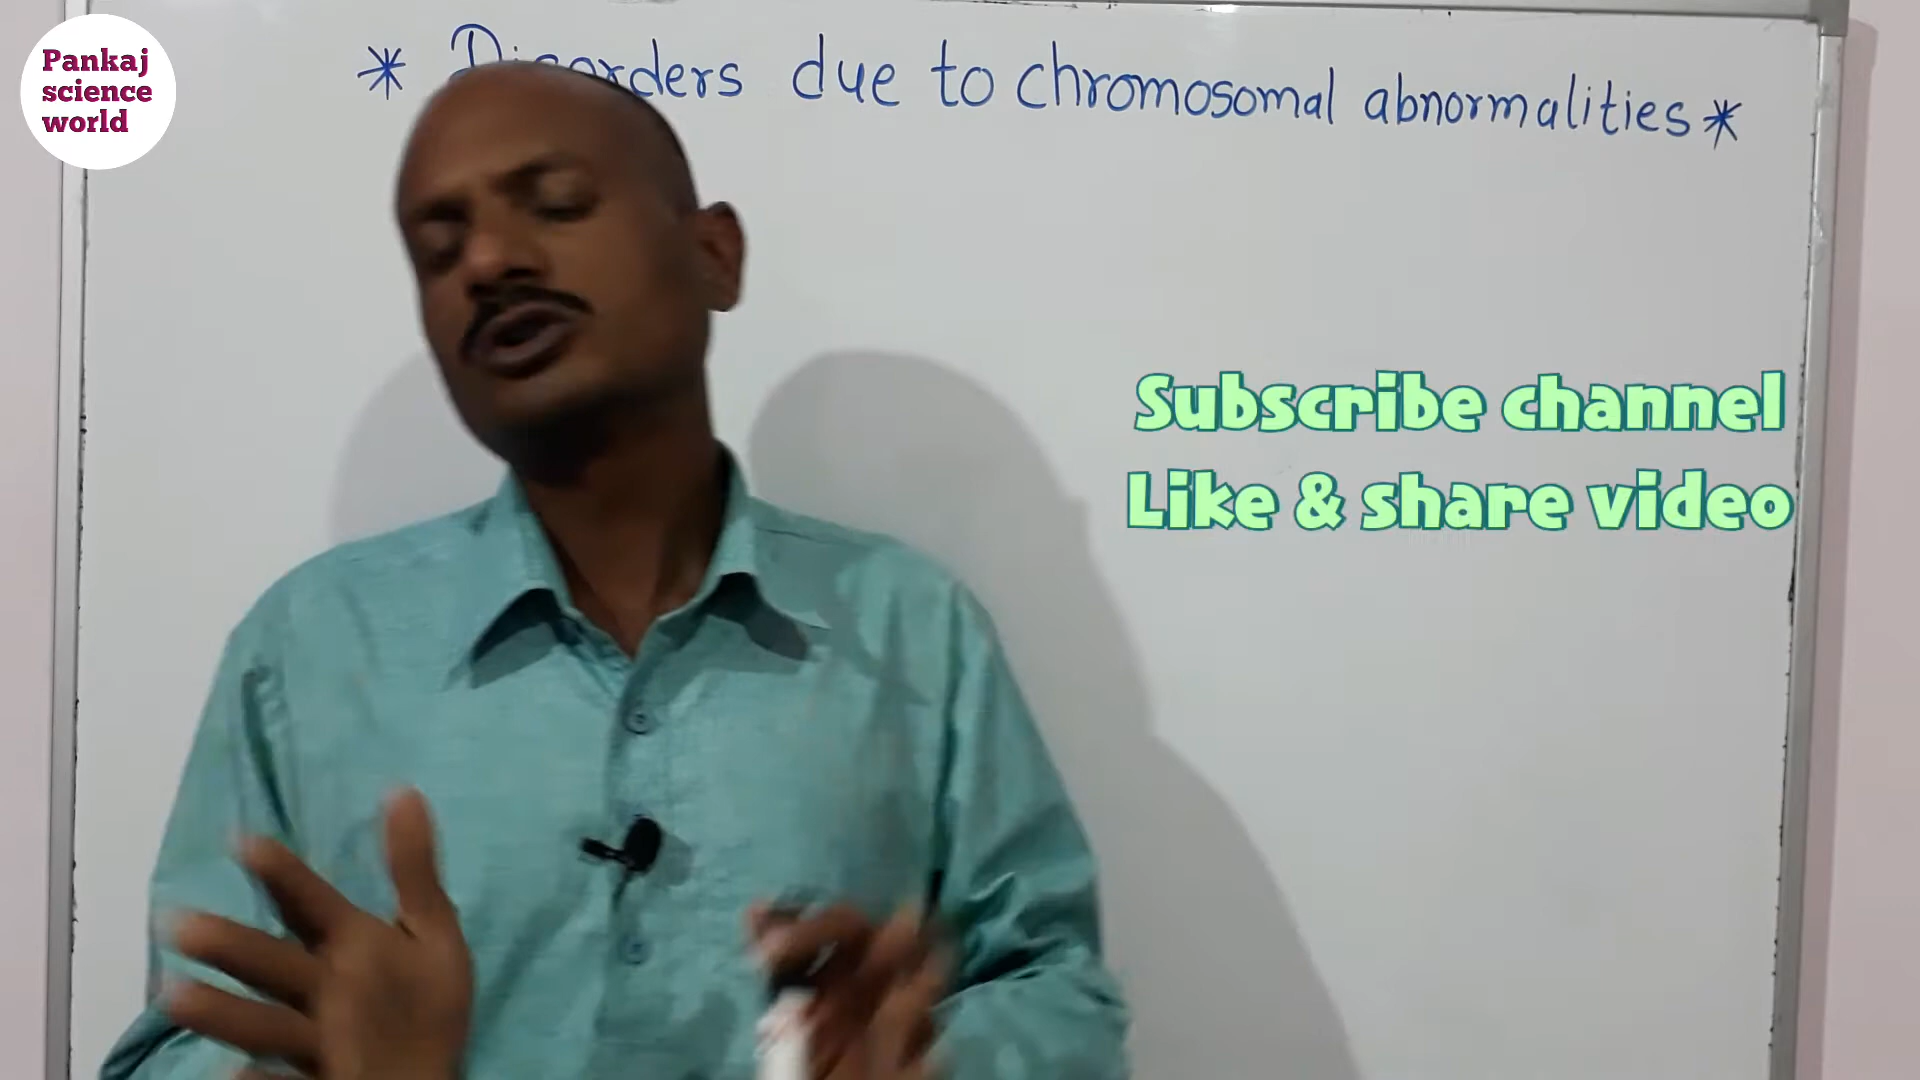 Pankaj
science
world
* Disorders due to chromosomal abnormalities *
Subscribe channel
Like & share video